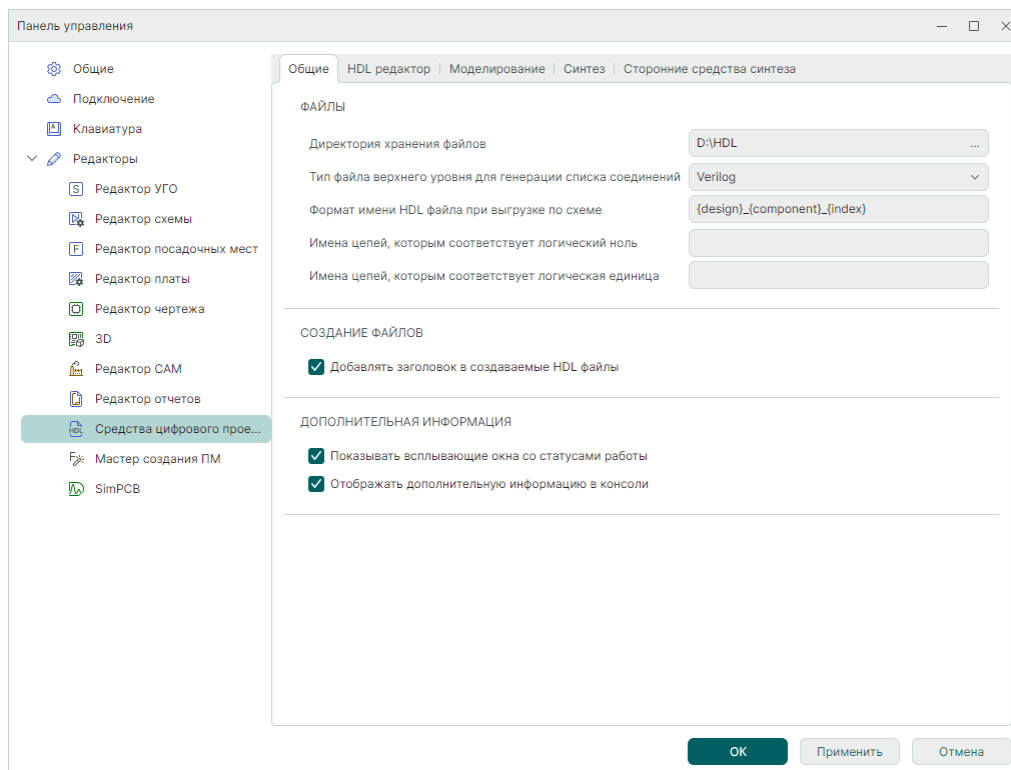 Панель управления
Общие
Подключение
Клавиатура
Редакторы
Редактор УГО
Редактор схемы
Редактор посадочных мест
Редактор платы
Редактор чертежа
3D
Редактор CAM
Редактор отчетов
Средства цифрового прое...
Мастер создания ПМ
SimPCB
Общие
HDL редактор
Моделирование
Синтез
Сторонние средства синтеза
ФАЙЛЫ
Директория хранения файлов
D:\HDL ...
Тип файла верхнего уровня для генерации списка соединений
Verilog
Формат имени HDL файла при выгрузке по схеме
{design}_{component}_{index}
Имена цепей, которым соответствует логический ноль
Имена цепей, которым соответствует логическая единица
СОЗДАНИЕ ФАЙЛОВ
Добавлять заголовок в создаваемые HDL файлы
ДОПОЛНИТЕЛЬНАЯ ИНФОРМАЦИЯ
Показывать всплывающие окна со статусами работы
Отображать дополнительную информацию в консоли
ОК
Применить
Отмена